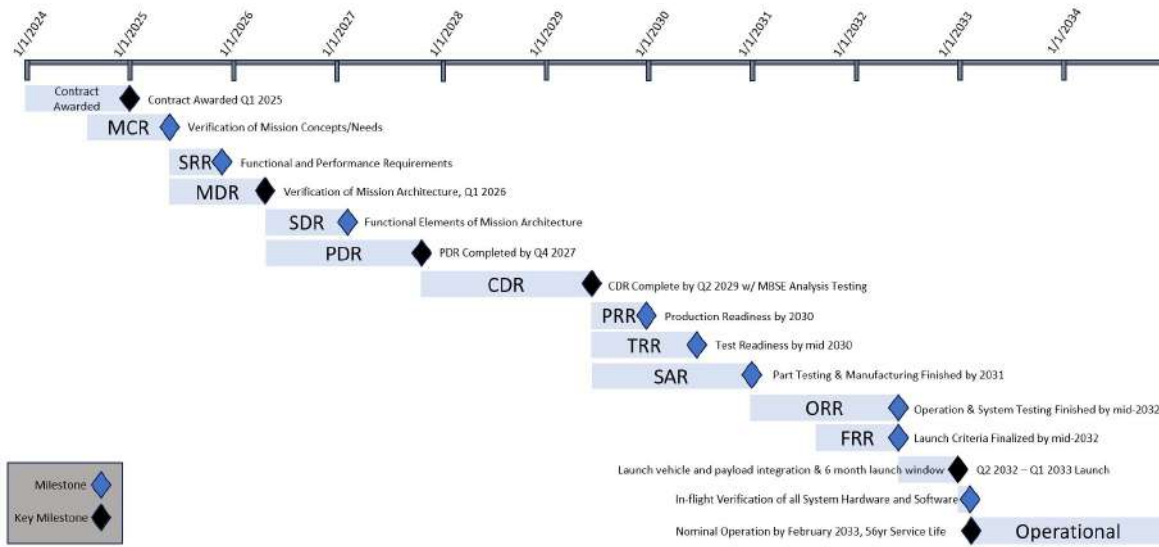 1/1/2024
1/1/2025
1/1/2026
1/1/2027
1/1/2028
1/1/2029
1/1/2030
1/1/2031
1/1/2032
1/1/2033
1/1/2034
Contract
Awarded
Contract Awarded Q1 2025
MCR
Verification of Mission Concepts/Needs
SRR
Functional and Performance Requirements
MDR
Verification of Mission Architecture, Q1 2026
SDR
Functional Elements of Mission Architecture
PDR
PDR Completed by Q4 2027
CDR
CDR Complete by Q2 2029 w/ MBSE Analysis Testing
PRR
Production Readiness by 2030
TRR
Test Readiness by mid 2030
SAR
Part Testing & Manufacturing Finished by 2031
ORR
Operation & System Testing Finished by mid-2032
FRR
Launch Criteria Finalized by mid-2032
Launch vehicle and payload integration & 6 month launch window
Q2 2032 – Q1 2033 Launch
In-flight Verification of all System Hardware and Software
Nominal Operation by February 2033, 56yr Service Life
Operational
Milestone
Key Milestone